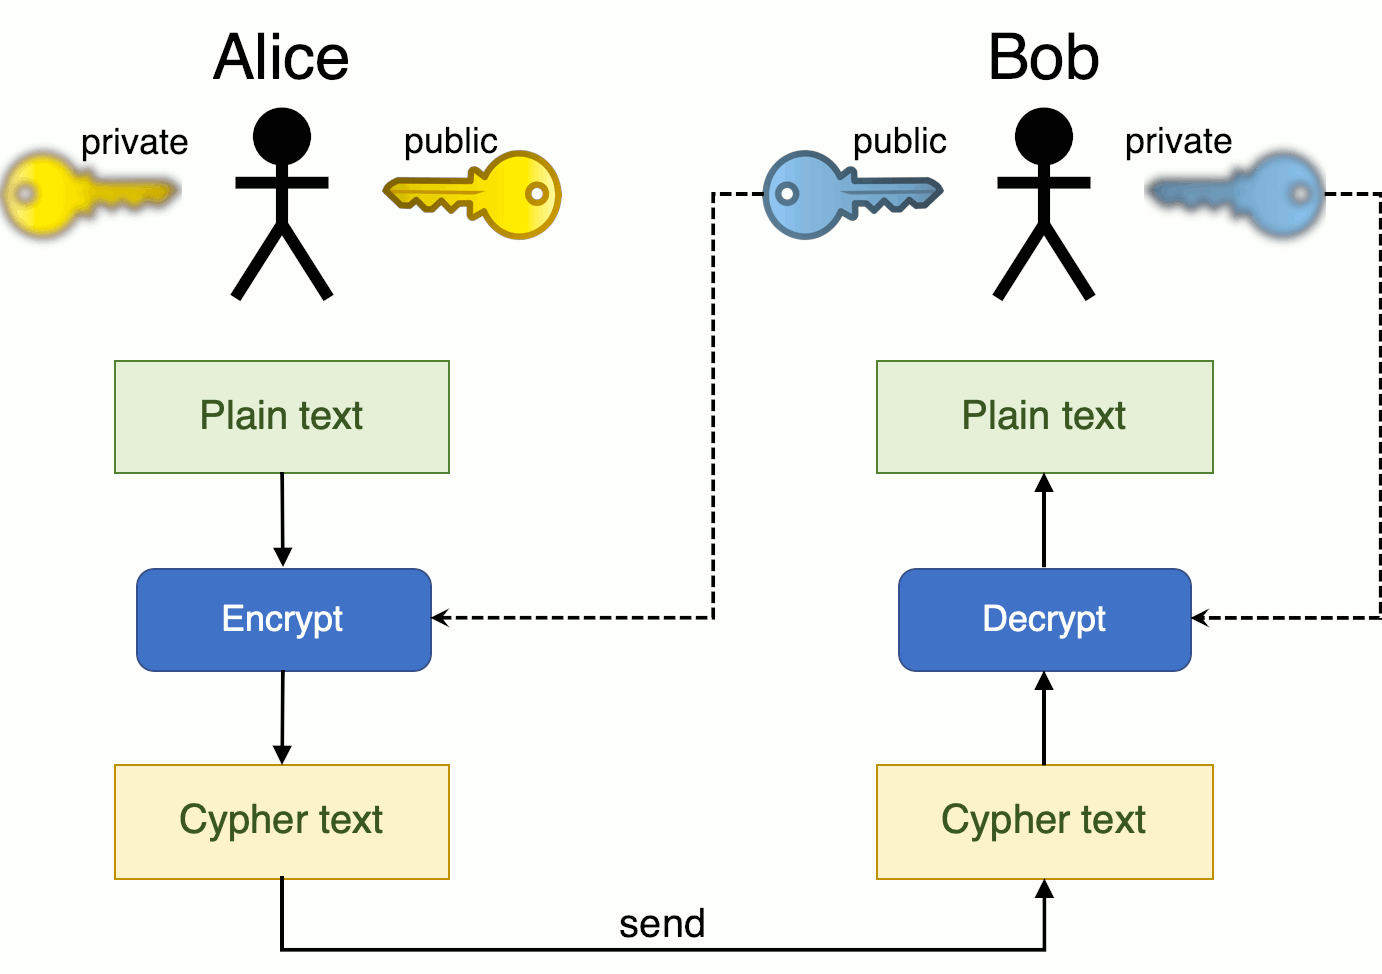 Alice
Bob
private
public
public
private
Plain text
Plain text
Encrypt
Decrypt
Cypher text
Cypher text
send